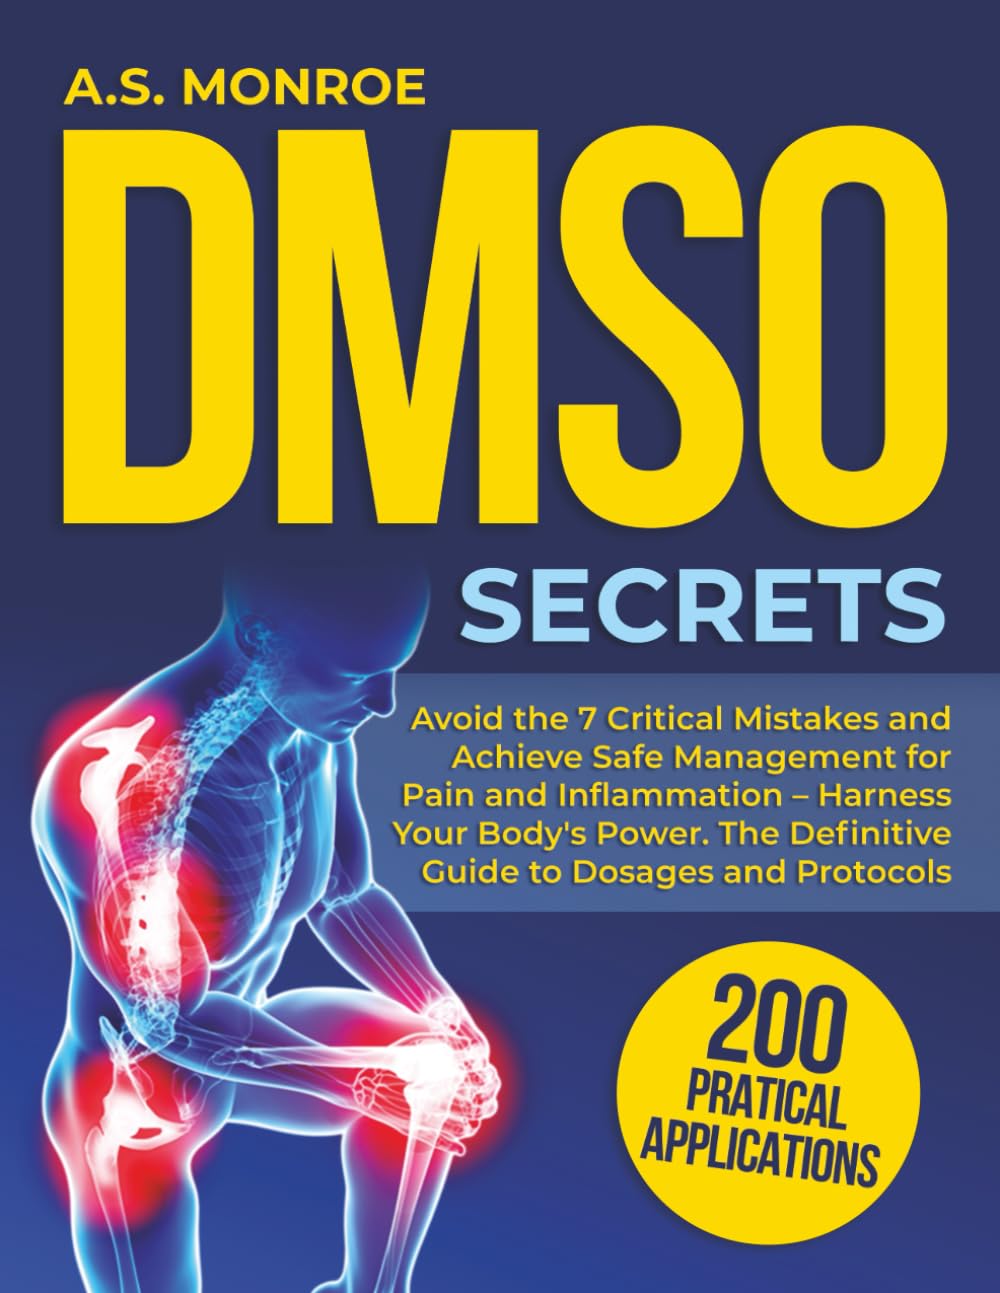 A.S. MONROE
DMSO
SECRETS
Avoid the 7 Critical Mistakes and
Achieve Safe Management for
Pain and Inflammation – Harness
Your Body's Power. The Definitive
Guide to Dosages and Protocols
200
PRATICAL
APPLICATIONS